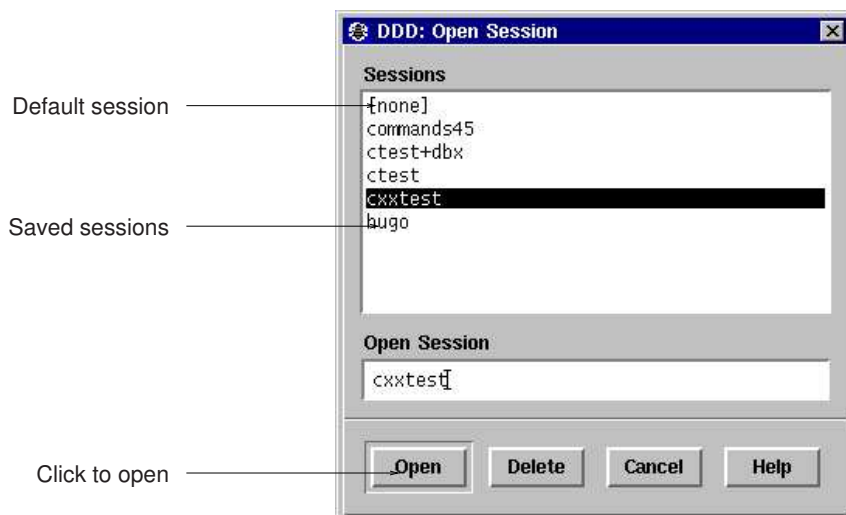 DDD: Open Session
Sessions
Default session
[none]
commands45
ctest+dbx
ctest
cxxtest
Saved sessions
hugo
Open Session
cxxtest
Click to open
Open
Delete
Cancel
Help